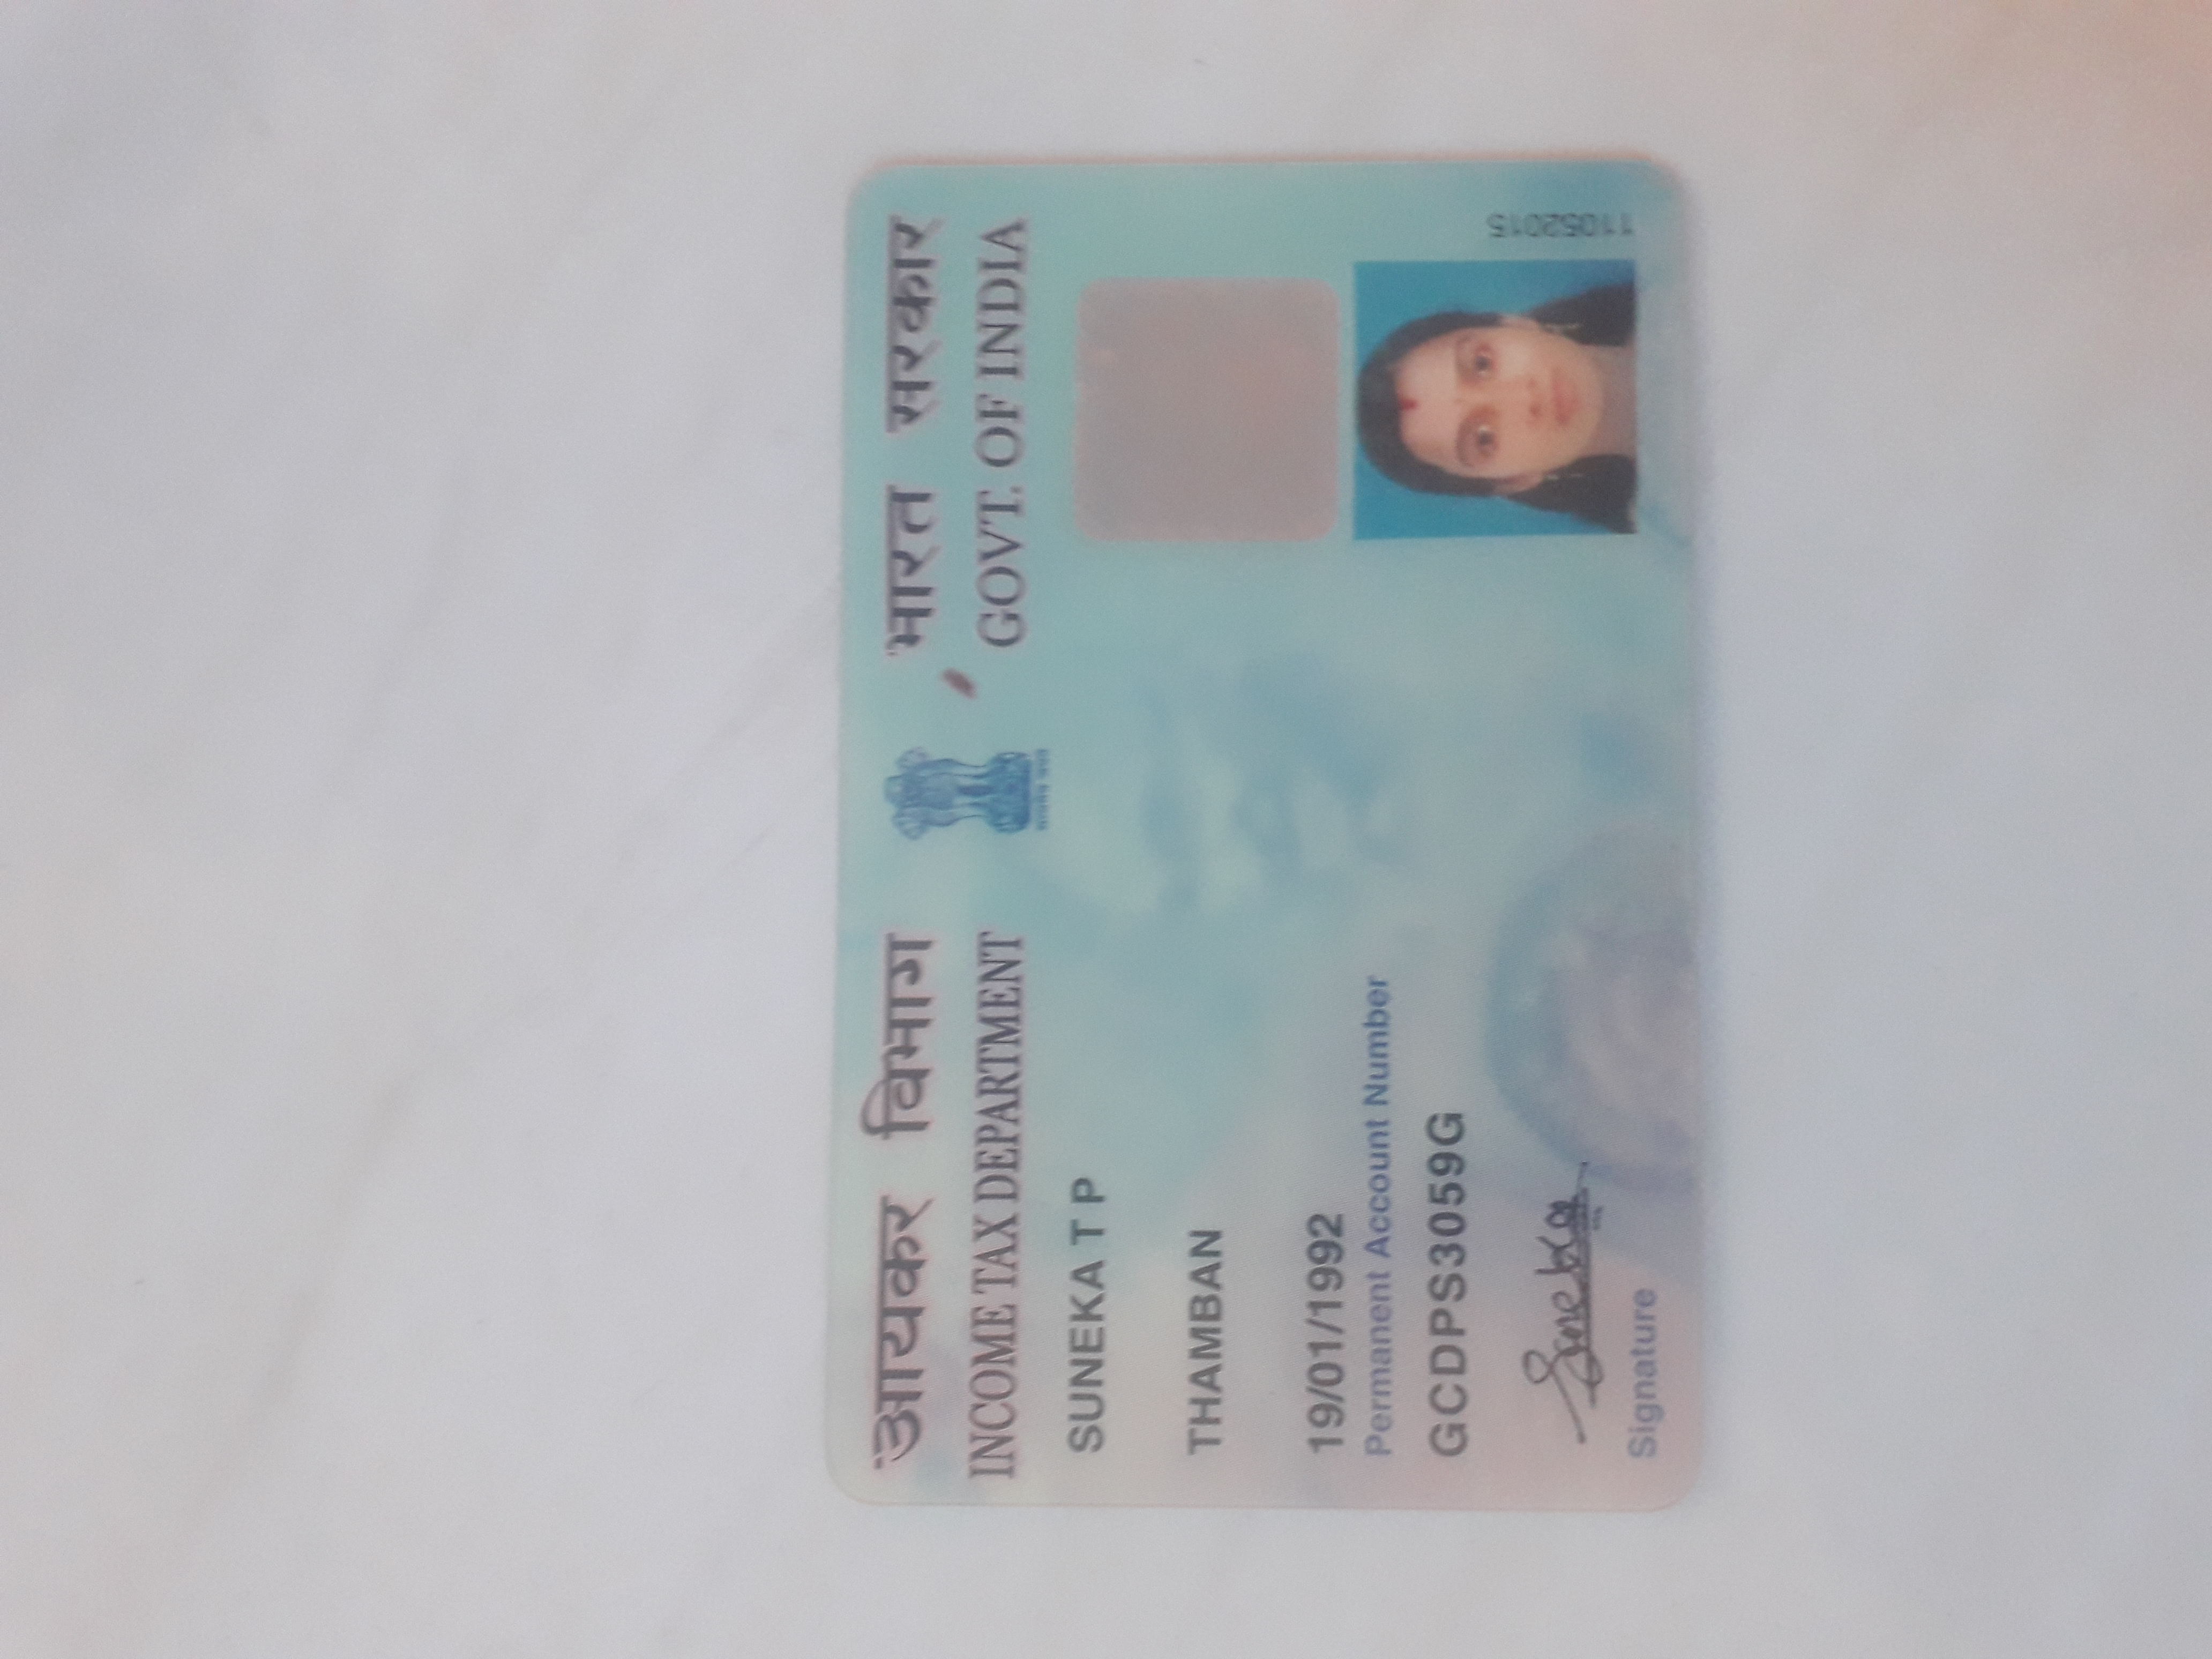 आयकर विभाग भारत सरकार
INCOME TAX DEPARTMENT GOVT. OF INDIA
SUNEKA T P
THAMBAN
19/01/1992
Permanent Account Number
GCDPS3059G
Suneka
Signature
11052015